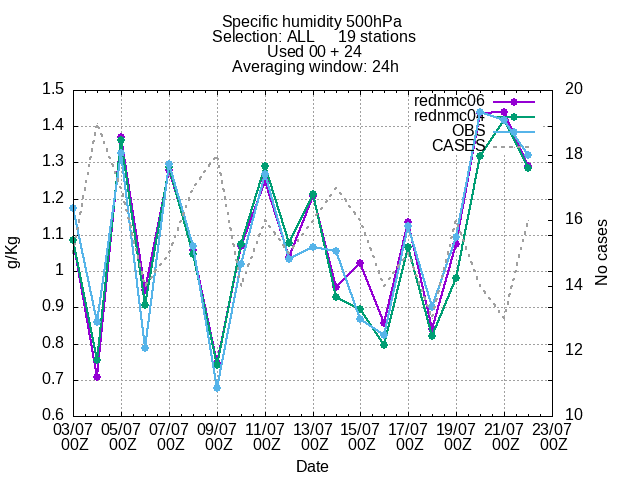 Specific humidity 500hPa
Selection: ALL 19 stations
Used 00 + 24
Averaging window: 24h
1.5
1.4
1.3
1.2
1.1
1
0.9
0.8
0.7
0.6
g/Kg
20
18
16
14
12
10
No cases
rednmc06
rednmc04
OBS
CASES
03/07 05/07 07/07 09/07 11/07 13/07 15/07 17/07 19/07 21/07 23/07
00Z 00Z 00Z 00Z 00Z 00Z 00Z 00Z 00Z 00Z 00Z
Date